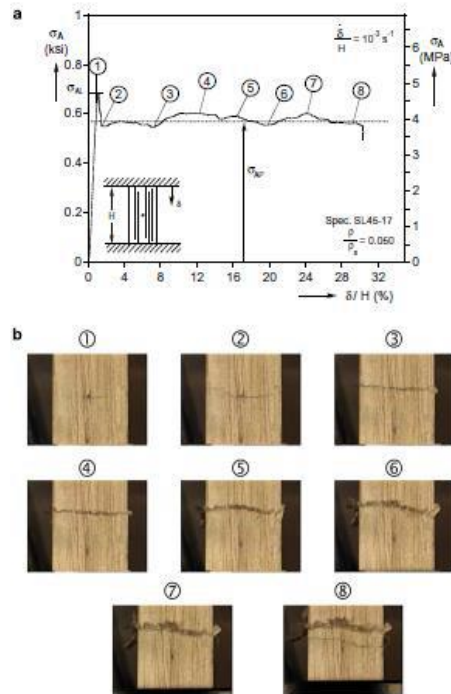 a
σA (ksi)
1
0.8
0.6
0.4
0.2
0
σAL
① ② ③ ④ ⑤ ⑥ ⑦ ⑧
δ̇/H = 10-3 s-1
σA (MPa)
6
5
4
3
2
1
0
σAP
H
δ
Spec. SL45-17
ρ/ρs = 0.050
0 4 8 12 16 20 24 28 32
δ/ H (%)
b
① ② ③
④ ⑤ ⑥
⑦ ⑧